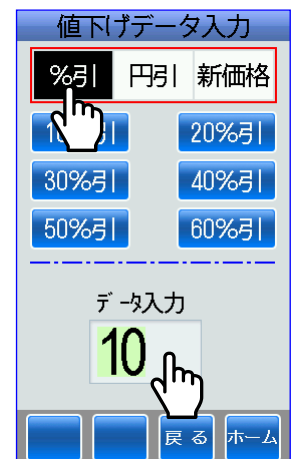 値下げデータ入力
%引 円引 新価格
20%引
30%引 40%引
50%引 60%引
データ入力
10
戻る ホーム